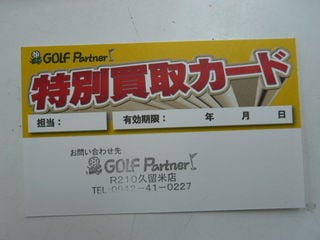 GOLF Partner
特別買取カード
担当：　有効期限：　年　月　日
お問い合わせ先
GOLF Partner
R210久留米店
TEL:0942-41-0227